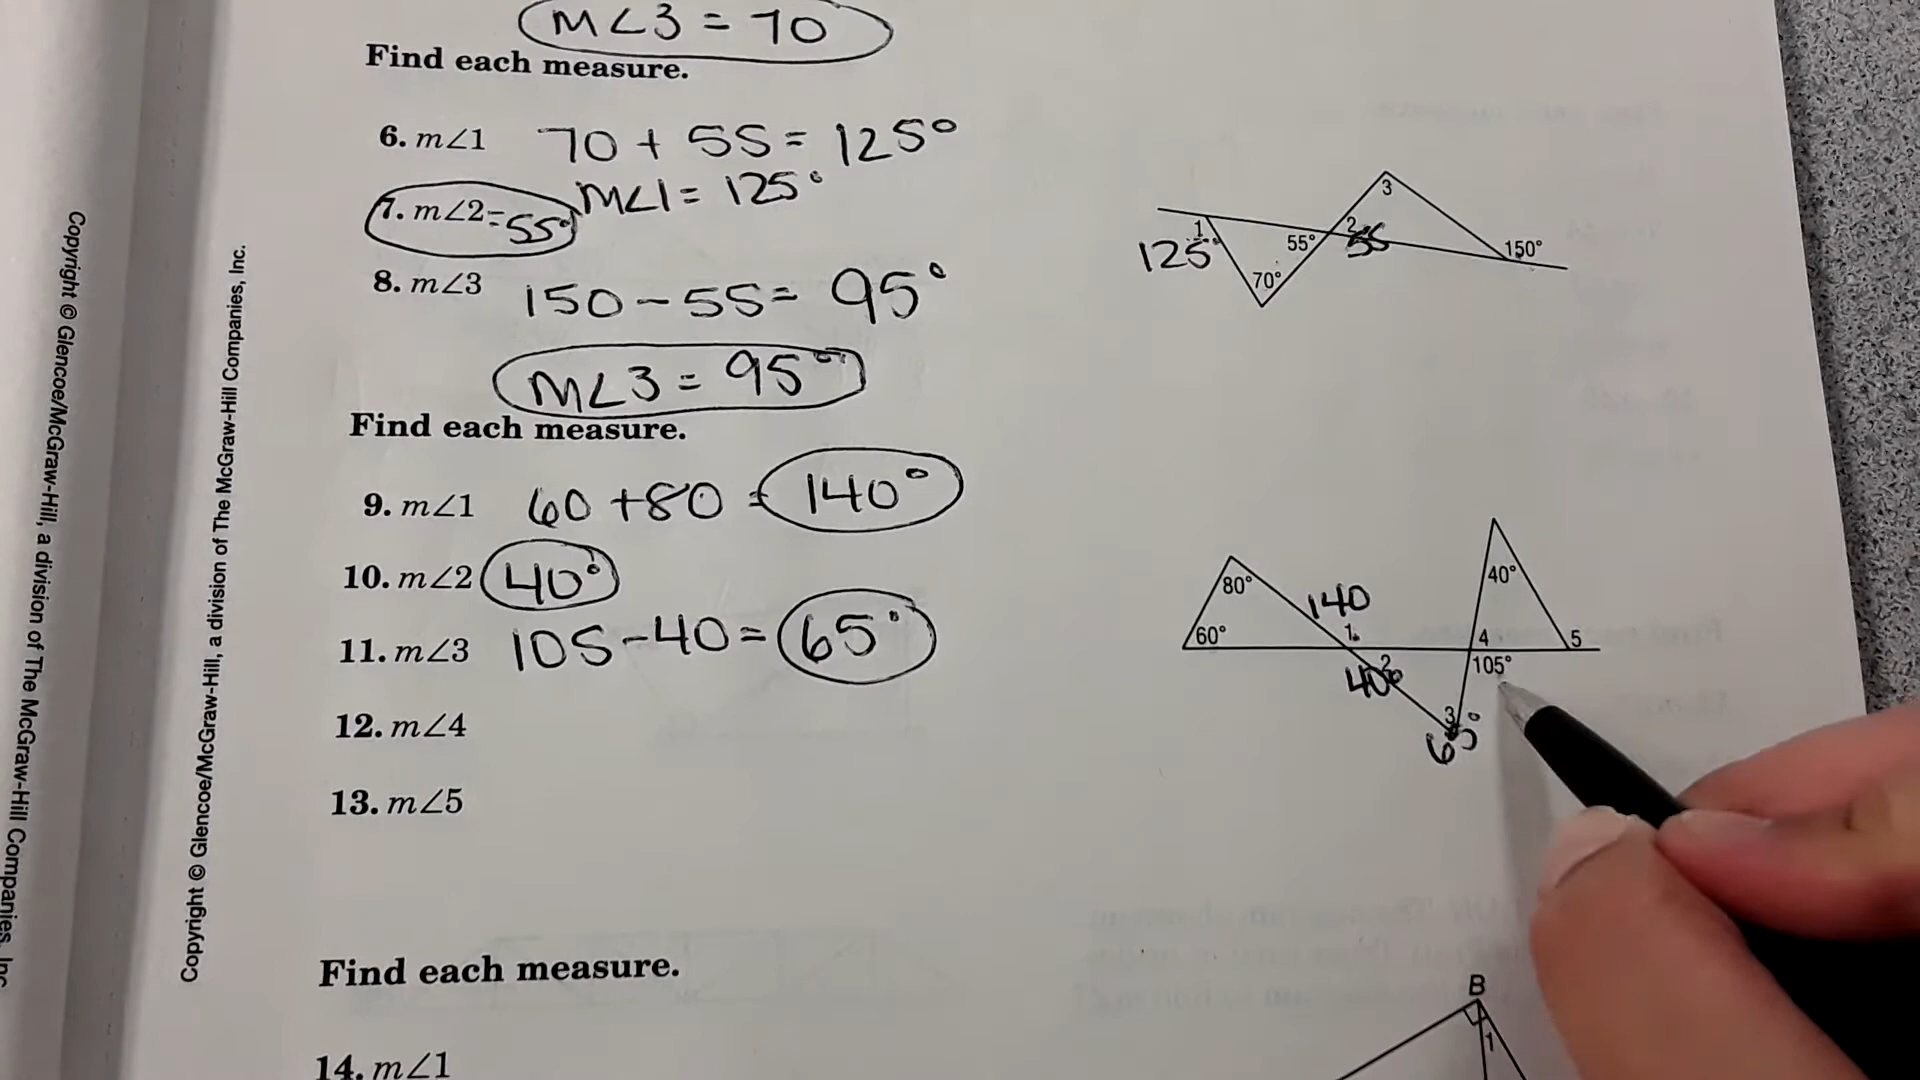 m∠3 = 70
Find each measure.
6. m∠1 70 + 55 = 125°
m∠1 = 125°
7. m∠2 = 55°
8. m∠3 150 - 55 = 95°
m∠3 = 95°
1
125°
55°
70°
2
55
3
150°
Find each measure.
9. m∠1 60 + 80 = 140°
10. m∠2 40°
11. m∠3 105 - 40 = 65°
12. m∠4
13. m∠5
80°
60°
140
1
2
40°
3
65°
40°
4
5
105°
Find each measure.
14. m∠1
B
1
Copyright © Glencoe/McGraw-Hill, a division of The McGraw-Hill Companies, Inc.
Copyright © Glencoe/McGraw-Hill, a division of The McGraw-Hill Companies, Inc.